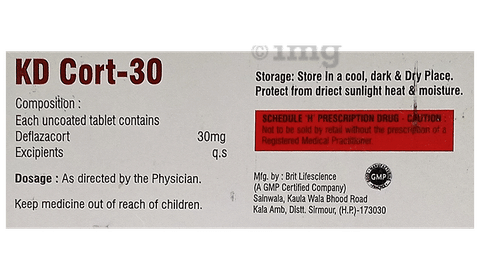 1mg
KD Cort-30
Composition :
Each uncoated tablet contains
Deflazacort 30mg
Excipients q.s
Dosage : As directed by the Physician.
Keep medicine out of reach of children.
Storage: Store In a cool, dark & Dry Place.
Protect from driect sunlight heat & moisture.
SCHEDULE 'H' PRESCRIPTION DRUG - CAUTION :
Not to be sold by retail without the prescription of a
Registered Medical Practitioner.
Mfg. by : Brit Lifescience
(A GMP Certified Company)
Sainwala, Kaula Wala Bhood Road
Kala Amb, Distt. Sirmour, (H.P.)-173030
GMP